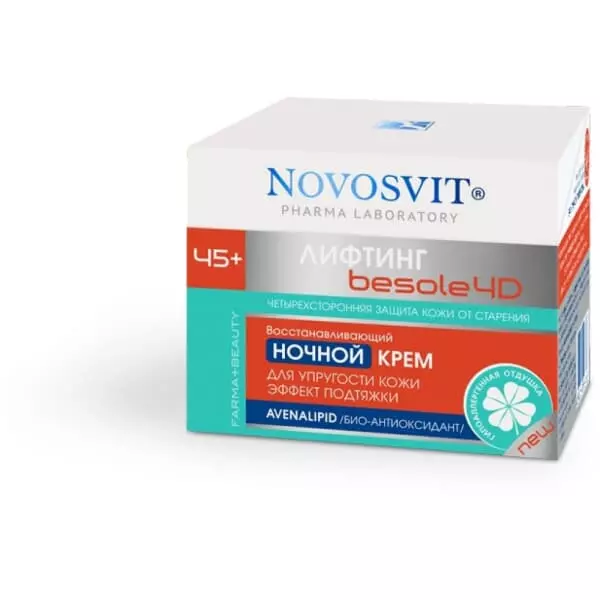 NOVOSVIT®
PHARMA LABORATORY
45+
ЛИФТИНГ
besole4D
ЧЕТЫРЕХСТОРОННЯЯ ЗАЩИТА КОЖИ ОТ СТАРЕНИЯ
FARMA+BEAUTY
Восстанавливающий
НОЧНОЙ КРЕМ
ДЛЯ УПРУГОСТИ КОЖИ
ЭФФЕКТ ПОДТЯЖКИ
AVENALIPID /БИО-АНТИОКСИДАНТ/
ГИПОАЛЛЕРГЕННАЯ ОТДУШКА
new